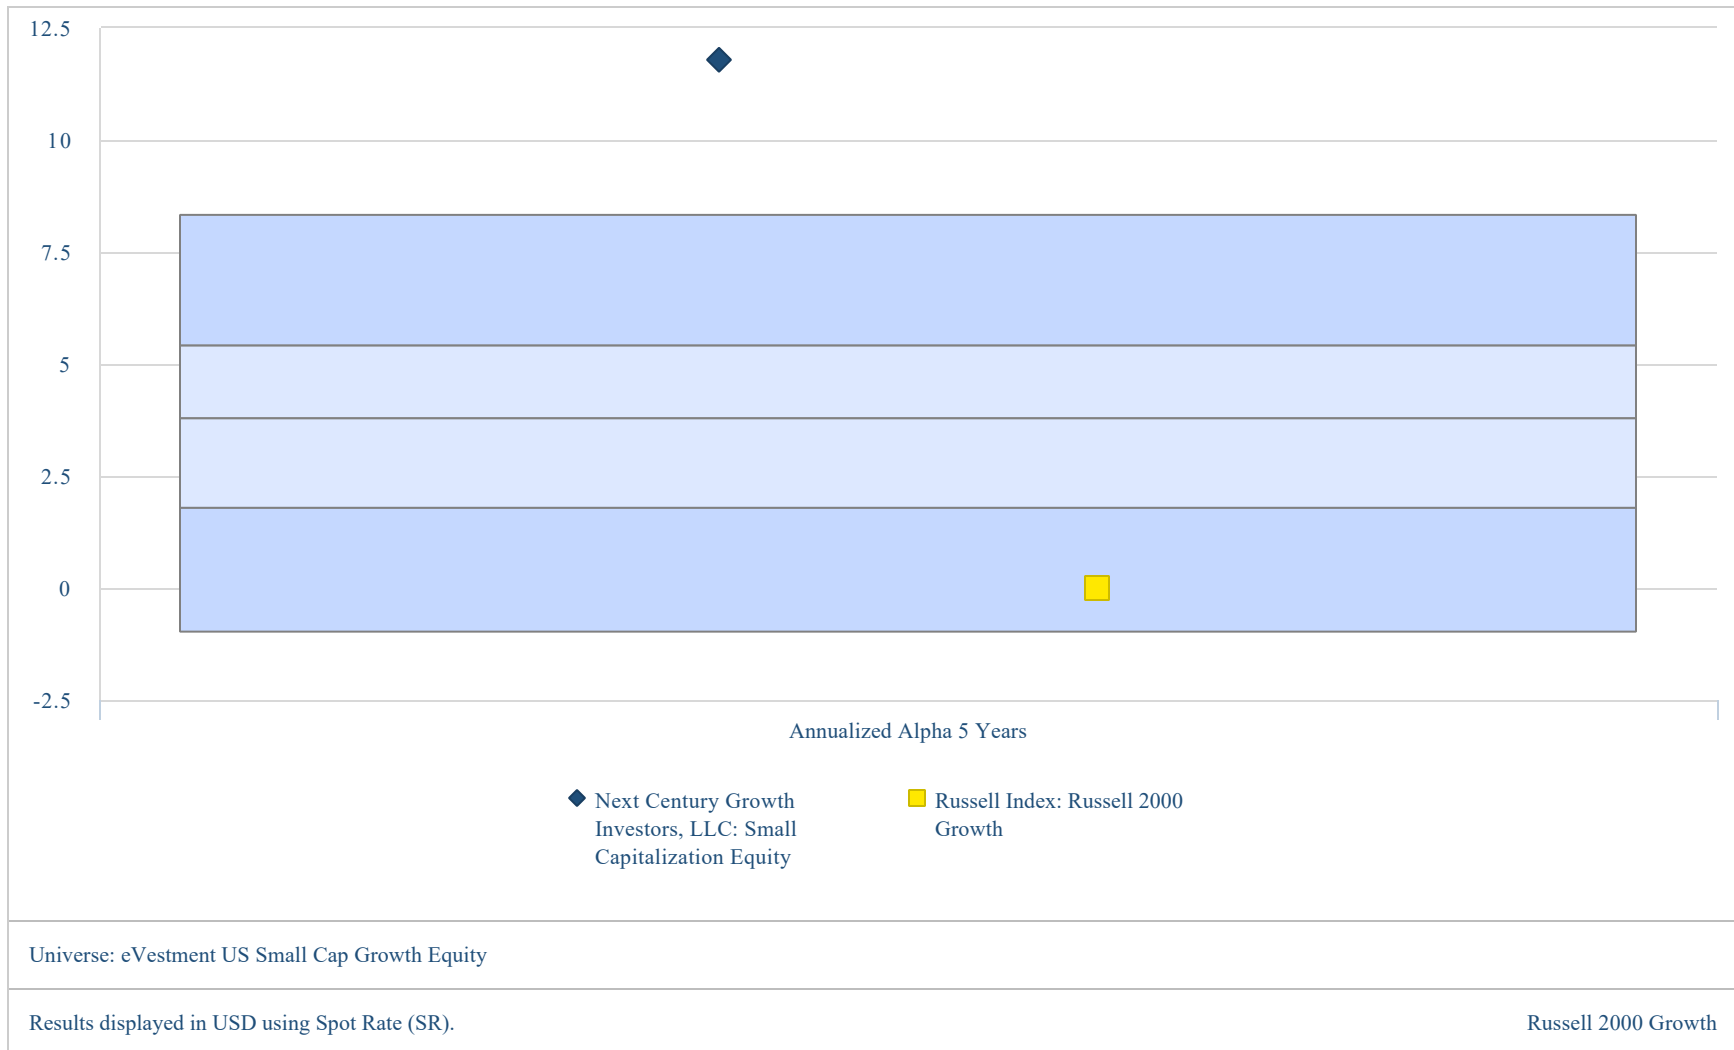 12.5
10
7.5
5
2.5
0
-2.5
Annualized Alpha 5 Years
Next Century Growth
Investors, LLC: Small
Capitalization Equity
Russell Index: Russell 2000
Growth
Universe: eVestment US Small Cap Growth Equity
Results displayed in USD using Spot Rate (SR).
Russell 2000 Growth